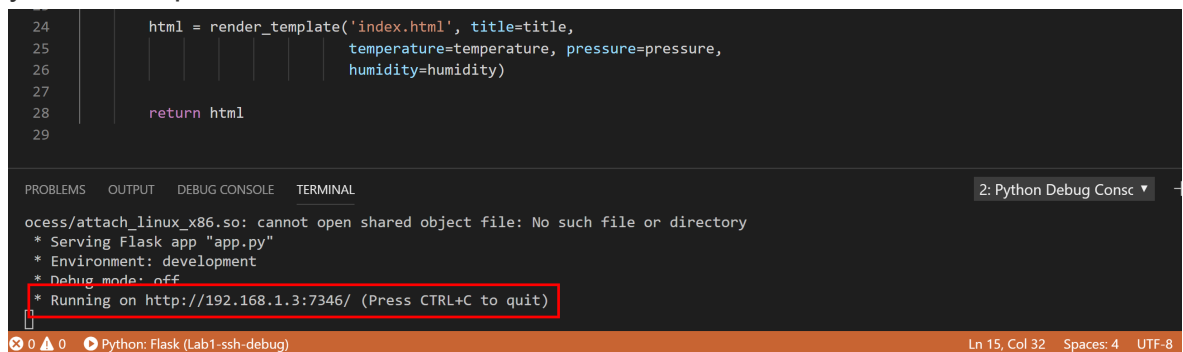 24 html = render_template('index.html', title=title,
25 temperature=temperature, pressure=pressure,
26 humidity=humidity)
27
28 return html
29
PROBLEMS OUTPUT DEBUG CONSOLE TERMINAL 2: Python Debug Consc
ocess/attach_linux_x86.so: cannot open shared object file: No such file or directory
* Serving Flask app "app.py"
* Environment: development
* Debug mode: off
* Running on http://192.168.1.3:7346/ (Press CTRL+C to quit)
0 0 Python: Flask (Lab1-ssh-debug) Ln 15, Col 32 Spaces: 4 UTF-8